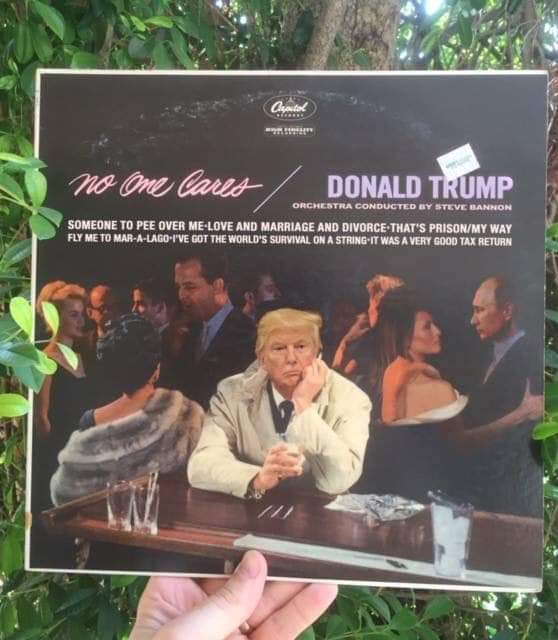 Capitol
RECORDS
HIGH FIDELITY
RECORDING
no One Cares / DONALD TRUMP
ORCHESTRA CONDUCTED BY STEVE BANNON
SOMEONE TO PEE OVER ME•LOVE AND MARRIAGE AND DIVORCE•THAT'S PRISON/MY WAY
FLY ME TO MAR-A-LAGO•I'VE GOT THE WORLD'S SURVIVAL ON A STRING•IT WAS A VERY GOOD TAX RETURN